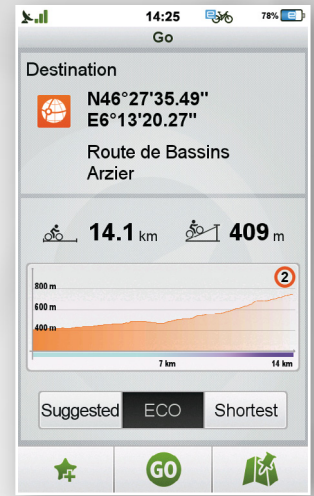 14:25
78%
Go
Destination
N46°27'35.49"
E6°13'20.27"
Route de Bassins
Arzier
14.1 km
409 m
2
800 m
600 m
400 m
7 km
14 km
Suggested
ECO
Shortest
GO